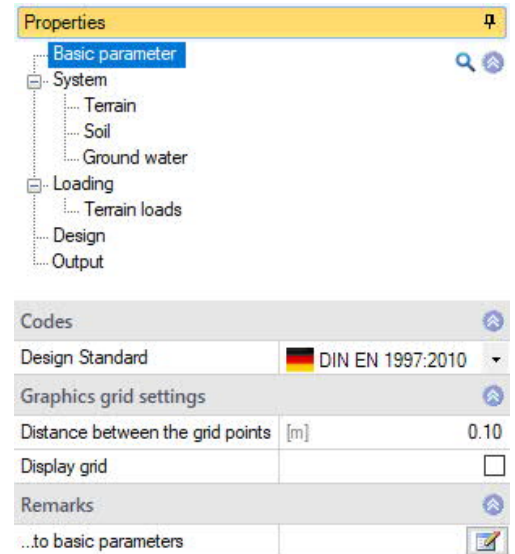 Properties
Basic parameter
System
Terrain
Soil
Ground water
Loading
Terrain loads
Design
Output
Codes
Design Standard DIN EN 1997:2010
Graphics grid settings
Distance between the grid points [m] 0.10
Display grid
Remarks
...to basic parameters